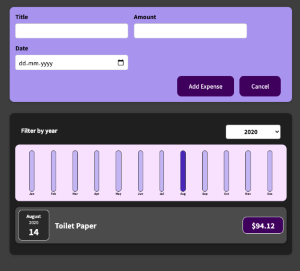 Title Amount
Date
dd.mm.yyyy
Add Expense Cancel
Filter by year 2020
Jan Feb Mar Apr May Jun Jul Aug Sep Oct Nov Dec
August
2020
14
Toilet Paper
$94.12